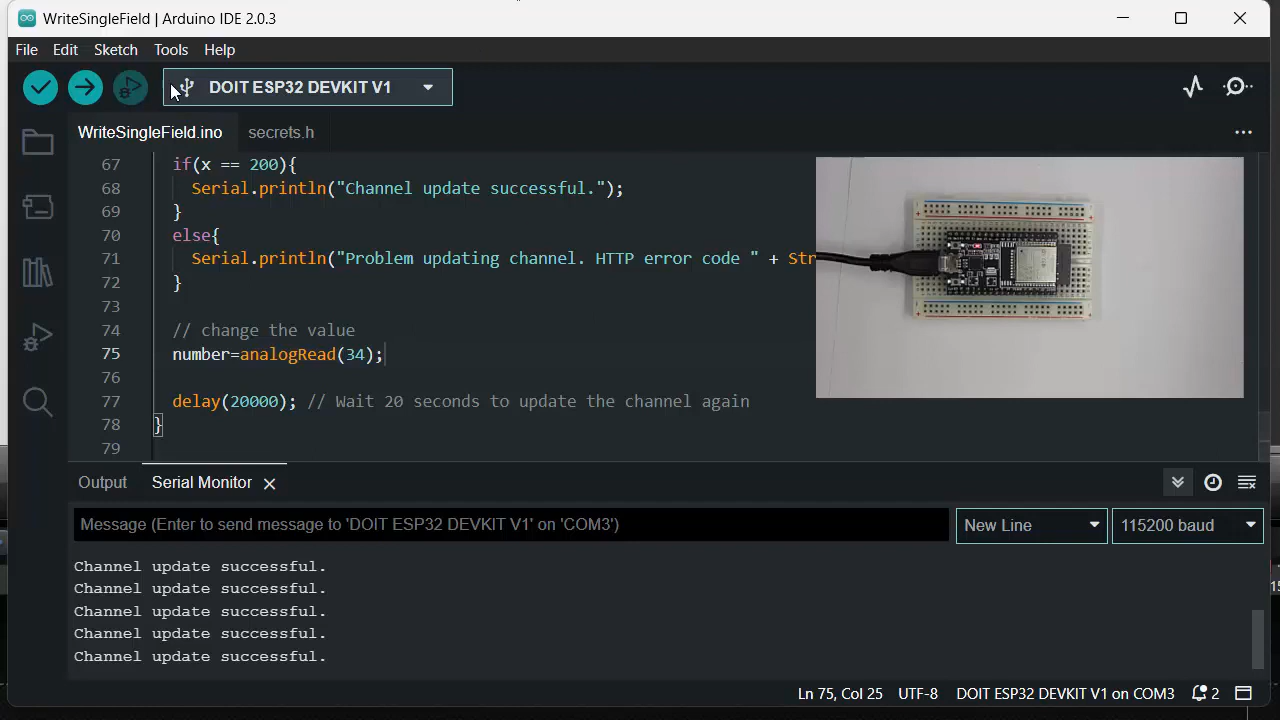 WriteSingleField | Arduino IDE 2.0.3
File Edit Sketch Tools Help
DOIT ESP32 DEVKIT V1
WriteSingleField.ino secrets.h
67 if(x == 200){
68 Serial.println("Channel update successful.");
69 }
70 else{
71 Serial.println("Problem updating channel. HTTP error code " + Str
72 }
73
74 // change the value
75 number=analogRead(34);
76
77 delay(20000); // Wait 20 seconds to update the channel again
78 }
79
Output Serial Monitor
Message (Enter to send message to 'DOIT ESP32 DEVKIT V1' on 'COM3')
New Line 115200 baud
Channel update successful.
Channel update successful.
Channel update successful.
Channel update successful.
Channel update successful.
Ln 75, Col 25 UTF-8 DOIT ESP32 DEVKIT V1 on COM3 2